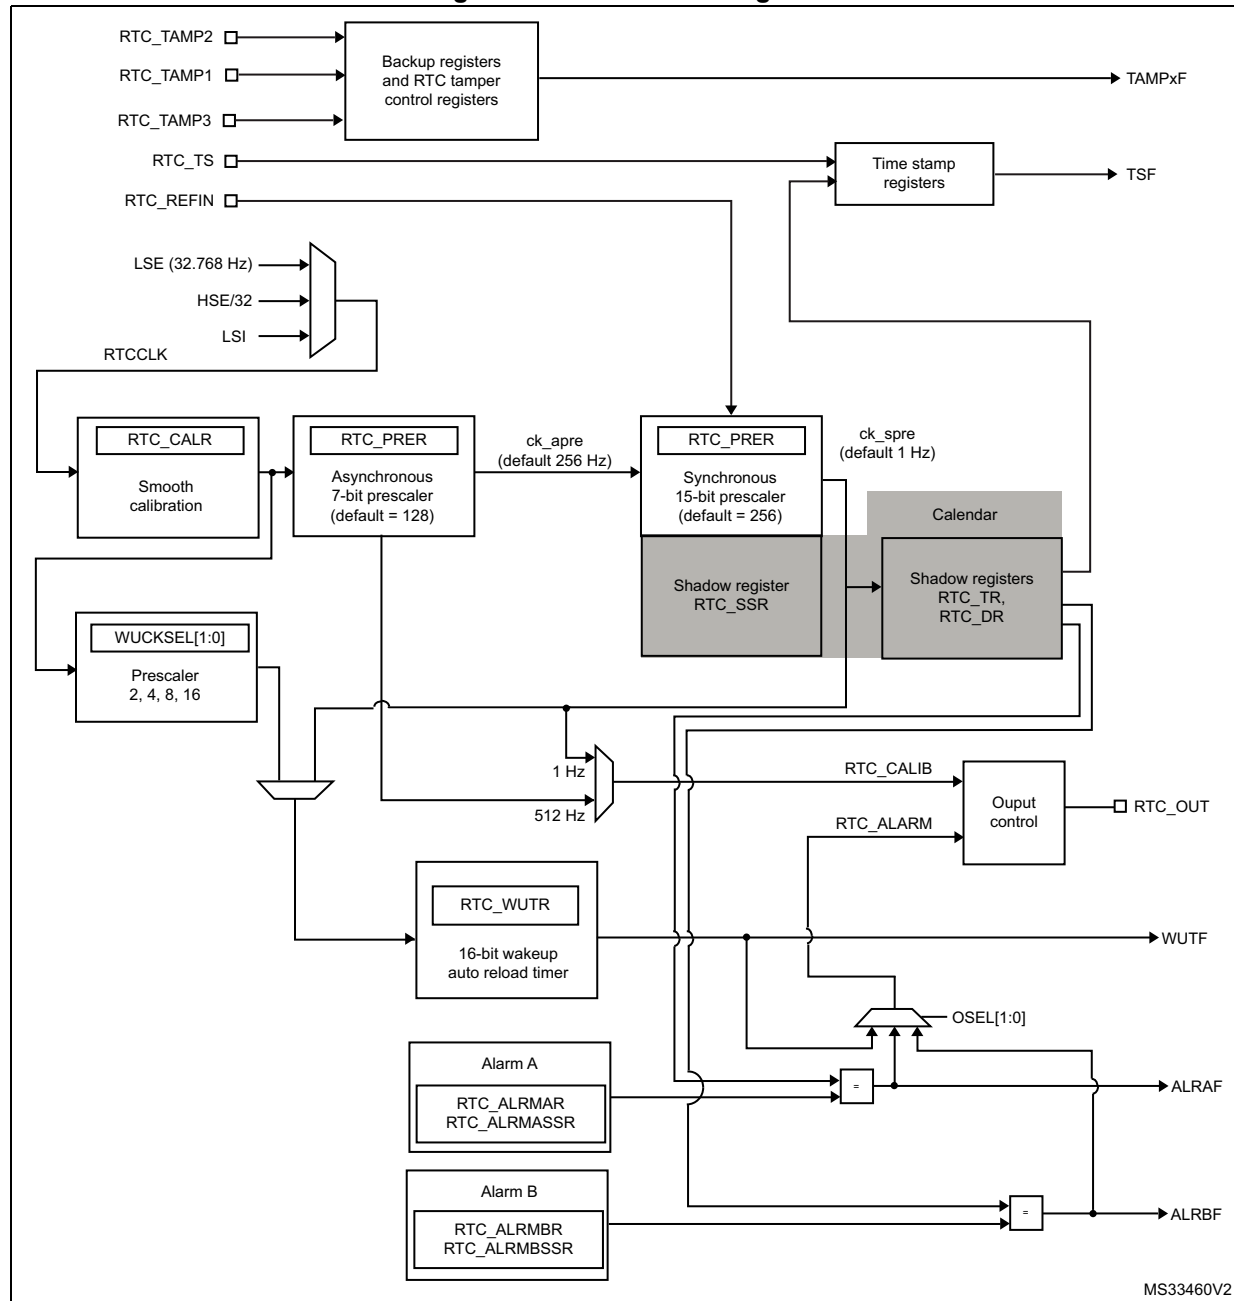 RTC_TAMP2
RTC_TAMP1
RTC_TAMP3
Backup registers
and RTC tamper
control registers
TAMPxF
RTC_TS
RTC_REFIN
Time stamp
registers
TSF
LSE (32.768 Hz)
HSE/32
LSI
RTCCLK
RTC_CALR
Smooth
calibration
RTC_PRER
Asynchronous
7-bit prescaler
(default = 128)
ck_apre
(default 256 Hz)
RTC_PRER
Synchronous
15-bit prescaler
(default = 256)
ck_spre
(default 1 Hz)
Calendar
Shadow register
RTC_SSR
Shadow registers
RTC_TR,
RTC_DR
WUCKSEL[1:0]
Prescaler
2, 4, 8, 16
1 Hz
512 Hz
RTC_CALIB
RTC_ALARM
Ouput
control
RTC_OUT
RTC_WUTR
16-bit wakeup
auto reload timer
WUTF
OSEL[1:0]
Alarm A
RTC_ALRMAR
RTC_ALRMASSR
=
ALRAF
Alarm B
RTC_ALRMBR
RTC_ALRMBSSR
=
ALRBF
MS33460V2